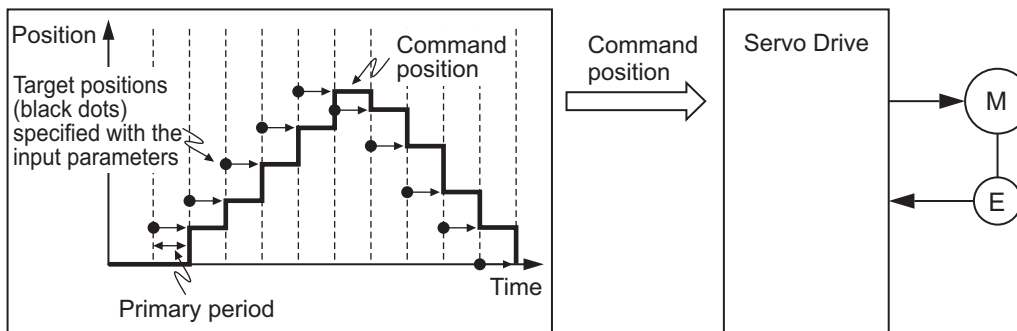 Position
Command
position
Target positions
(black dots)
specified with the
input parameters
Time
Primary period
Command
position
Servo Drive
M
E